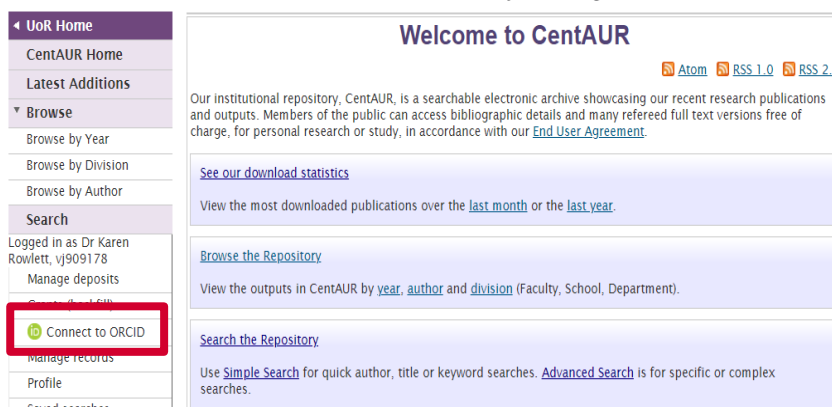 UoR Home
CentAUR Home
Latest Additions
Browse
Browse by Year
Browse by Division
Browse by Author
Search
Logged in as Dr Karen
Rowlett, vj909178
Manage deposits
Connect to ORCID
Manage records
Profile
Saved searches
Welcome to CentAUR
Atom RSS 1.0 RSS 2.
Our institutional repository, CentAUR, is a searchable electronic archive showcasing our recent research publications
and outputs. Members of the public can access bibliographic details and many refereed full text versions free of
charge, for personal research or study, in accordance with our End User Agreement.
See our download statistics
View the most downloaded publications over the last month or the last year.
Browse the Repository
View the outputs in CentAUR by year, author and division (Faculty, School, Department).
Search the Repository
Use Simple Search for quick author, title or keyword searches. Advanced Search is for specific or complex
searches.